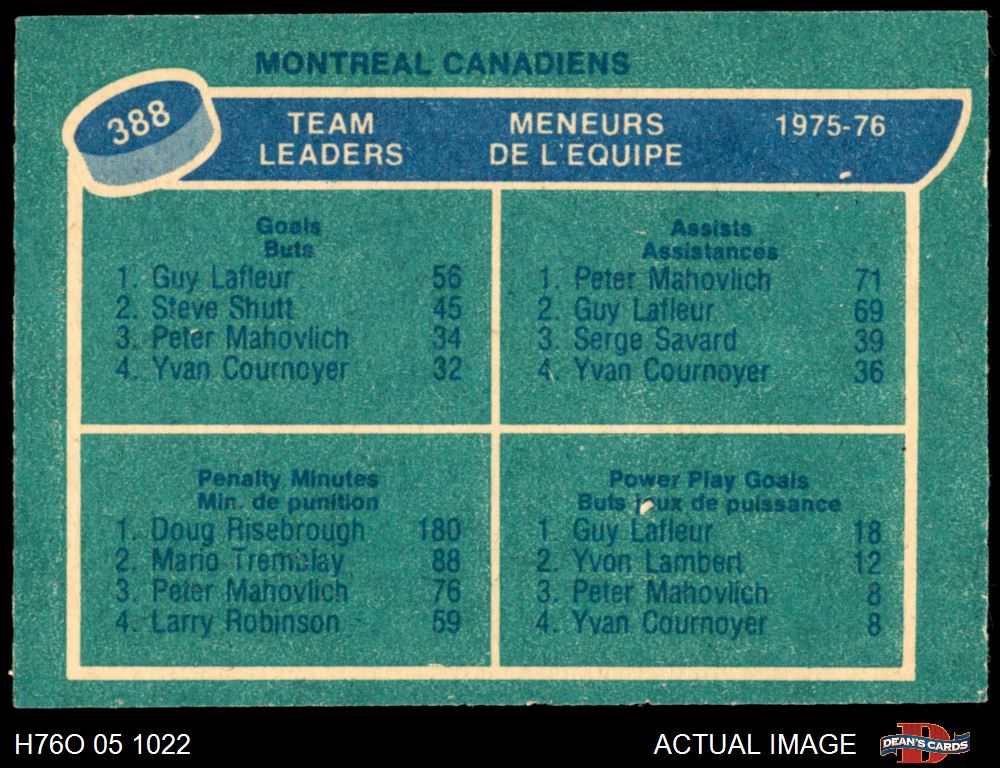 MONTREAL CANADIENS
388
TEAM LEADERS
MENEURS DE L'EQUIPE
1975-76
Goals
Buts
1. Guy Lafleur 56
2. Steve Shutt 45
3. Peter Mahovlich 34
4. Yvan Cournoyer 32
Assists
Assistances
1. Peter Mahovlich 71
2. Guy Lafleur 69
3. Serge Savard 39
4. Yvan Cournoyer 36
Penalty Minutes
Min. de punition
1. Doug Risebrough 180
2. Mario Tremblay 88
3. Peter Mahovlich 76
4. Larry Robinson 59
Power Play Goals
Buts jeux de puissance
1. Guy Lafleur 18
2. Yvon Lambert 12
3. Peter Mahovlich 8
4. Yvan Cournoyer 8
H76O 05 1022
ACTUAL IMAGE
DEAN'S CARDS